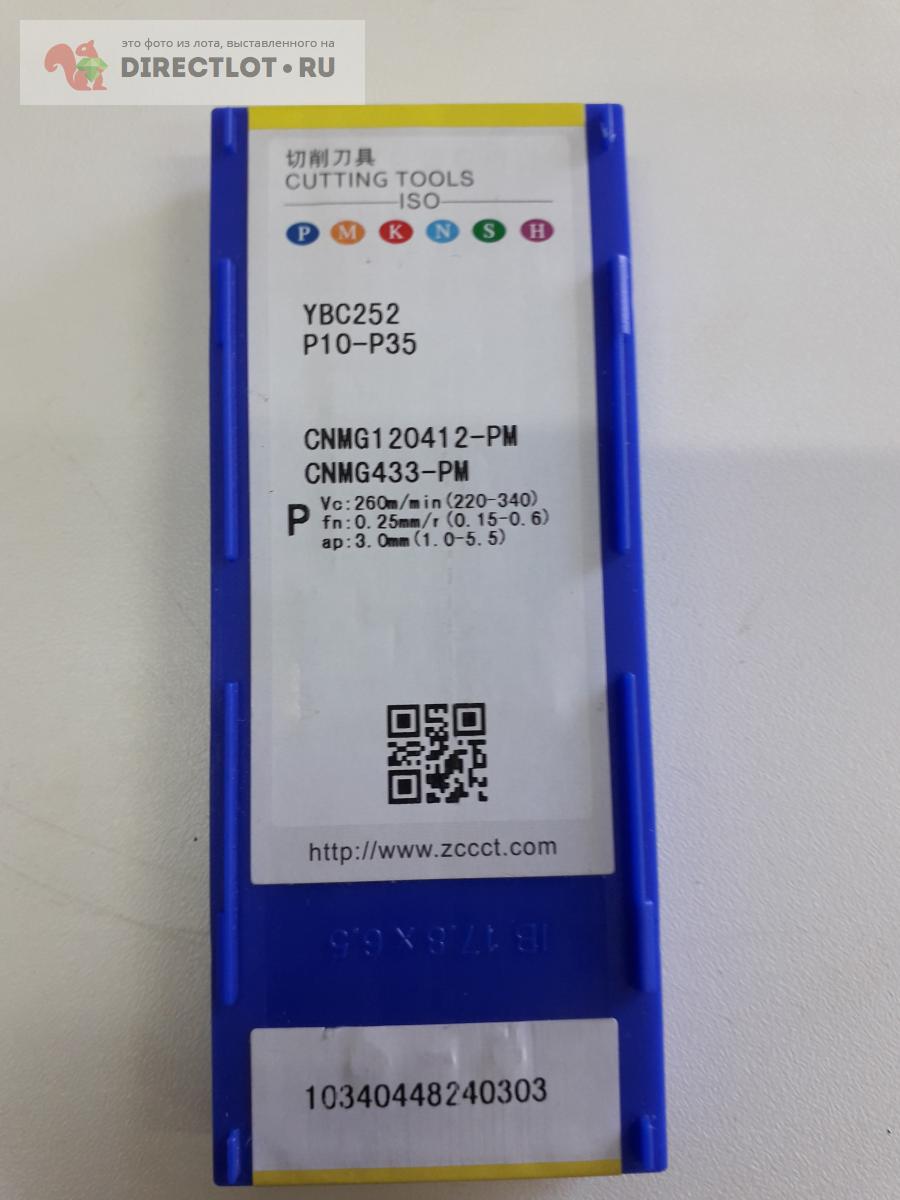 это фото из лота, выставленного на
DIRECTLOT•RU
切削刀具
CUTTING TOOLS
ISO
P M K N S H
YBC252
P10-P35
CNMG120412-PM
CNMG433-PM
P
Vc:260m/min(220-340)
fn:0.25mm/r(0.15-0.6)
ap:3.0mm(1.0-5.5)
http://www.zccct.com
IB 17.8 X 6.5
10340448240303